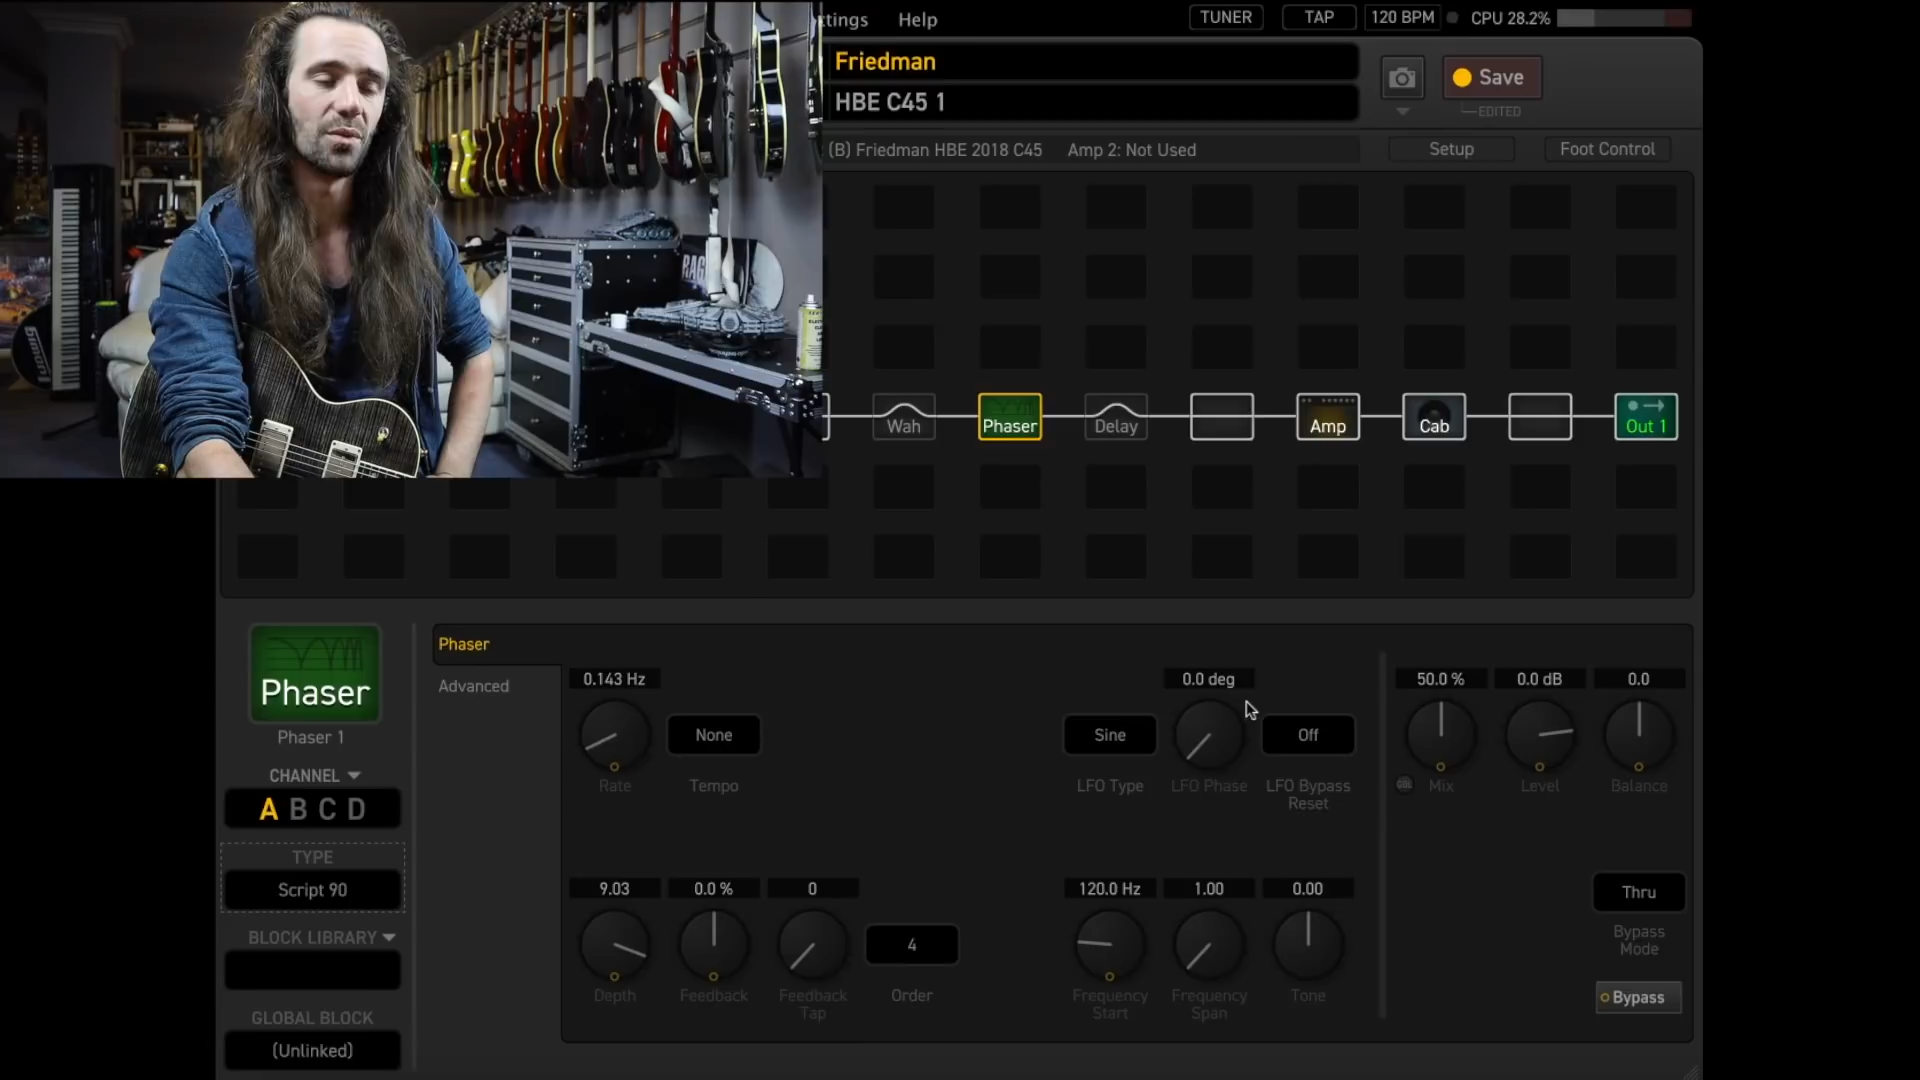 ttings Help TUNER TAP 120 BPM CPU 28.2%
Friedman
HBE C45 1
Save
EDITED
(B) Friedman HBE 2018 C45 Amp 2: Not Used Setup Foot Control
RAG
Ludwig
Wah Phaser Delay Amp Cab Out 1
Phaser
Phaser 1
CHANNEL
A B C D
TYPE
Script 90
BLOCK LIBRARY
GLOBAL BLOCK
(Unlinked)
Phaser
Advanced
0.143 Hz 0.0 deg 50.0 % 0.0 dB 0.0
None Sine Off
Rate Tempo LFO Type LFO Phase LFO Bypass Reset Mix Level Balance
9.03 0.0 % 0 120.0 Hz 1.00 0.00
4 Thru
Depth Feedback Feedback Tap Order Frequency Start Frequency Span Tone Bypass Mode
Bypass